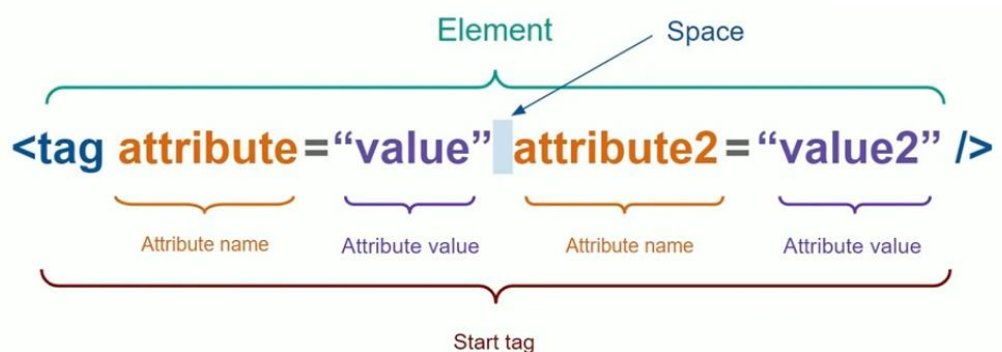 Element
Space
<tag attribute=“value” attribute2=“value2” />
Attribute name Attribute value Attribute name Attribute value
Start tag